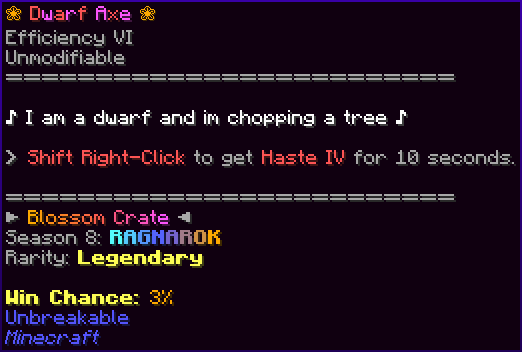 ❀ Dwarf Axe ❀
Efficiency VI
Unmodifiable
============================
♪ I am a dwarf and im chopping a tree ♪
> Shift Right-Click to get Haste IV for 10 seconds.
============================
► Blossom Crate ◄
Season 8: RAGNAROK
Rarity: Legendary
Win Chance: 3%
Unbreakable
Minecraft